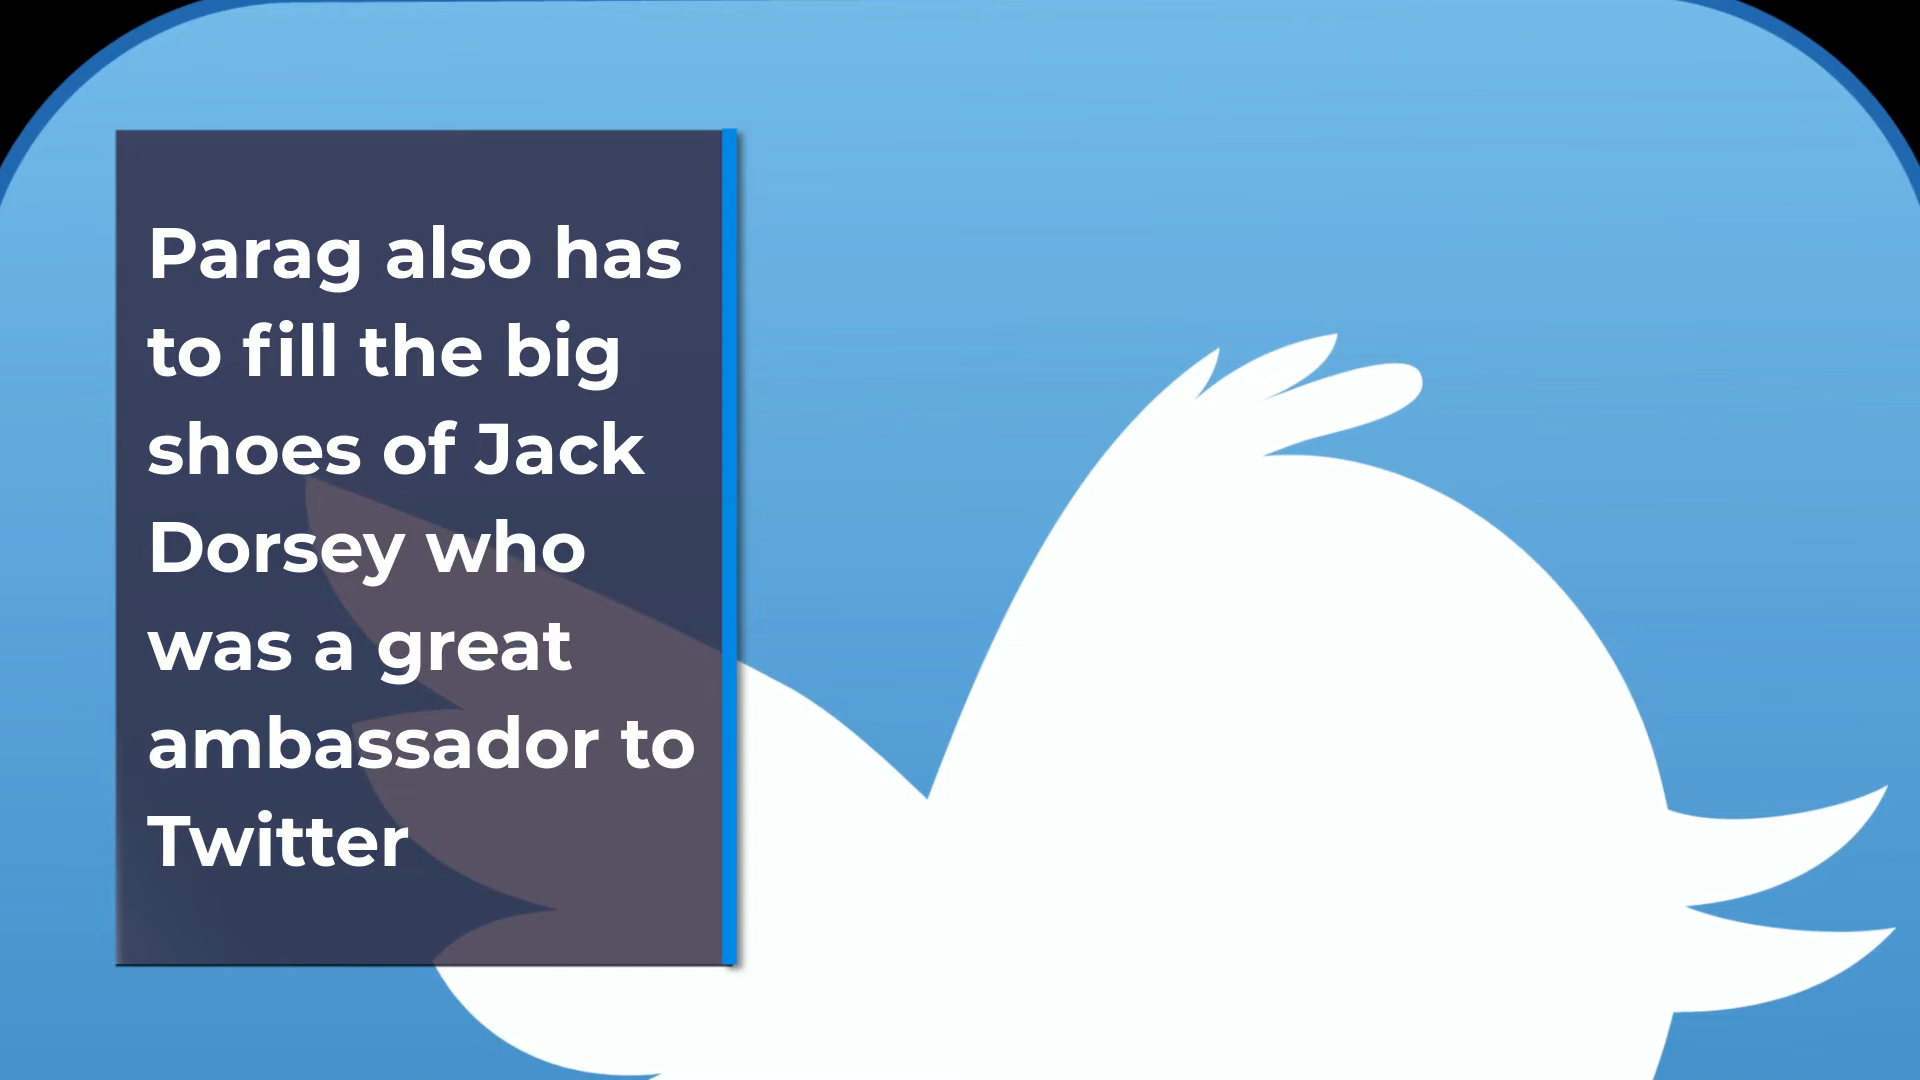 Parag also has
to fill the big
shoes of Jack
Dorsey who
was a great
ambassador to
Twitter